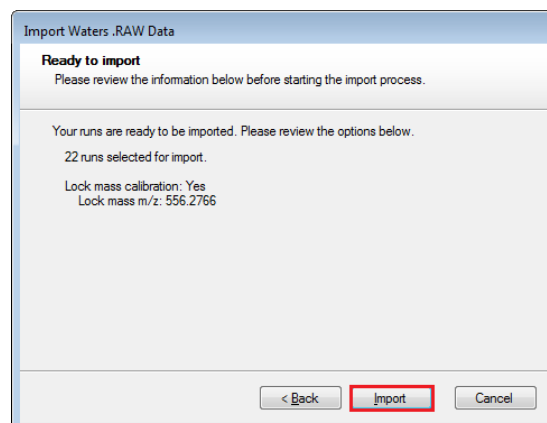 Import Waters .RAW Data
Ready to import
Please review the information below before starting the import process.
Your runs are ready to be imported. Please review the options below.
22 runs selected for import.
Lock mass calibration: Yes
Lock mass m/z: 556.2766
< Back Import Cancel